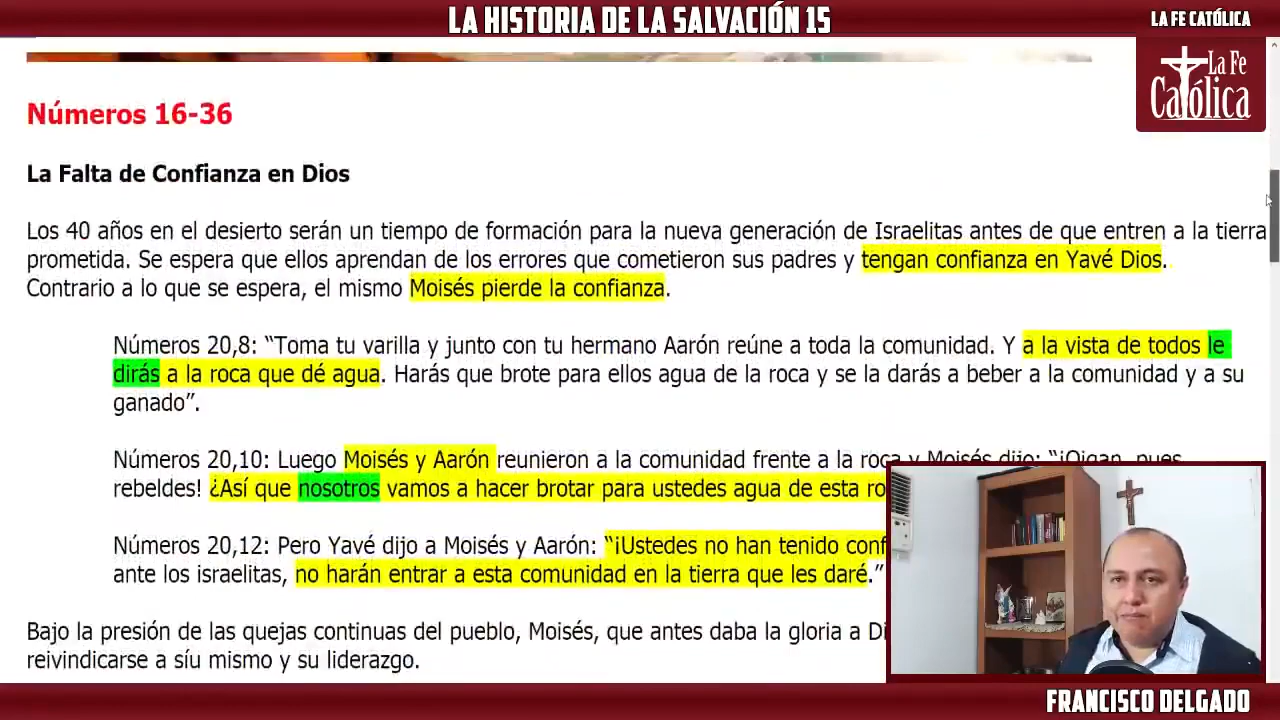 LA HISTORIA DE LA SALVACIÓN 15
LA FE CATÓLICA
La Fe
Católica
Números 16-36
La Falta de Confianza en Dios
Los 40 años en el desierto serán un tiempo de formación para la nueva generación de Israelitas antes de que entren a la tierra
prometida. Se espera que ellos aprendan de los errores que cometieron sus padres y tengan confianza en Yavé Dios.
Contrario a lo que se espera, el mismo Moisés pierde la confianza.
Números 20,8: “Toma tu varilla y junto con tu hermano Aarón reúne a toda la comunidad. Y a la vista de todos le
dirás a la roca que dé agua. Harás que brote para ellos agua de la roca y se la darás a beber a la comunidad y a su
ganado”.
Números 20,10: Luego Moisés y Aarón reunieron a la comunidad frente a la roca y Moisés dijo: “¡Oigan, pues
rebeldes! ¿Así que nosotros vamos a hacer brotar para ustedes agua de esta ro
Números 20,12: Pero Yavé dijo a Moisés y Aarón: “¡Ustedes no han tenido conf
ante los israelitas, no harán entrar a esta comunidad en la tierra que les daré.”
Bajo la presión de las quejas continuas del pueblo, Moisés, que antes daba la gloria a Di
reivindicarse a síu mismo y su liderazgo.
FRANCISCO DELGADO